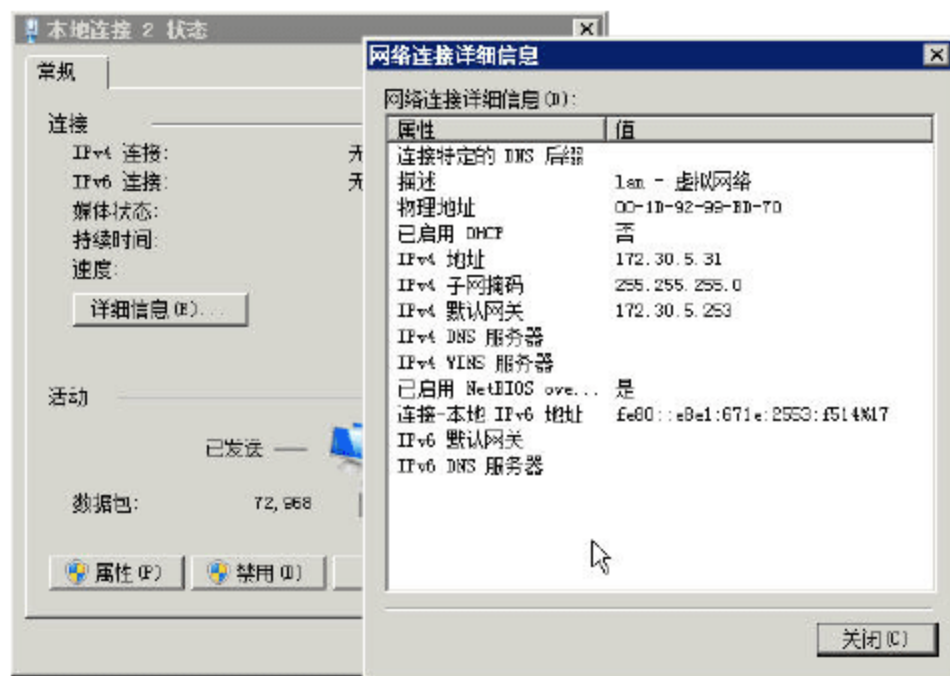 本地连接 2 状态
常规
连接
IPv4 连接:
无
IPv6 连接:
无
媒体状态:
持续时间:
速度:
详细信息(E)...
活动
已发送
数据包:
72,968
属性(P)
禁用(D)
网络连接详细信息
网络连接详细信息(D):
属性 值
连接特定的 DNS 后缀
描述 lan - 虚拟网络
物理地址 00-1D-92-99-BD-70
已启用 DHCP 否
IPv4 地址 172.30.5.31
IPv4 子网掩码 255.255.255.0
IPv4 默认网关 172.30.5.253
IPv4 DNS 服务器
IPv4 WINS 服务器
已启用 NetBIOS ove... 是
连接-本地 IPv6 地址 fe80::e8e1:671e:2553:f514%17
IPv6 默认网关
IPv6 DNS 服务器
关闭(C)